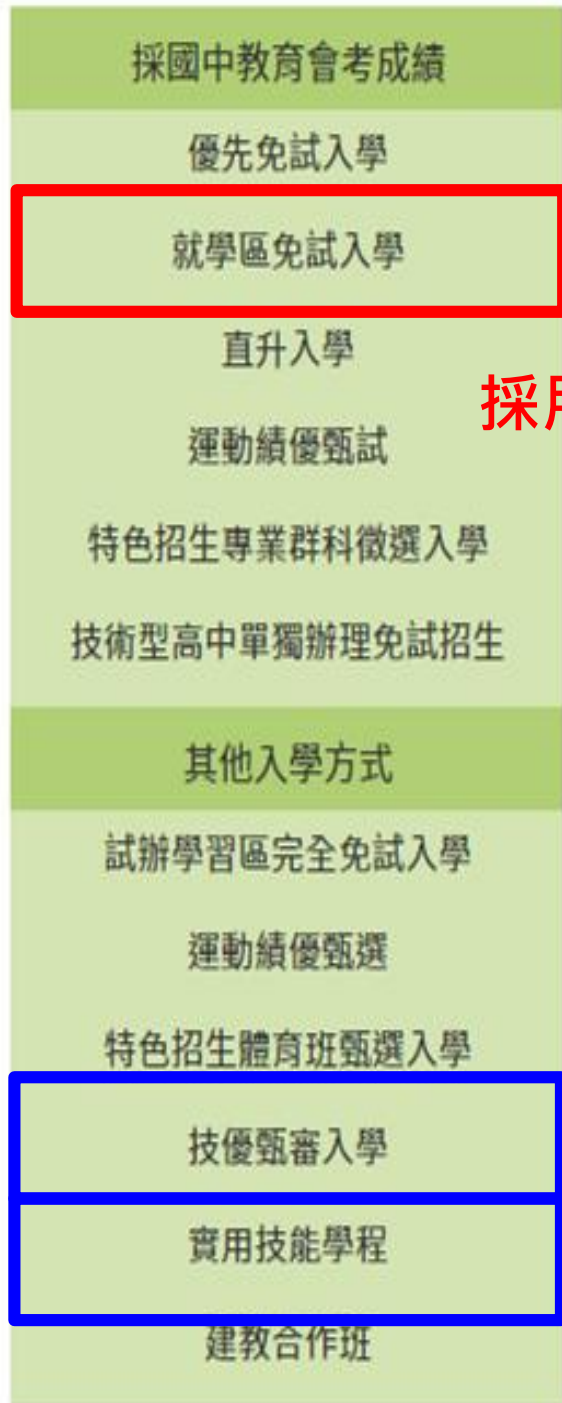 採國中教育會考成績
優先免試入學
就學區免試入學
直升入學
採
運動績優甄試
特色招生專業群科徵選入學
技術型高中單獨辦理免試招生
其他入學方式
試辦學習區完全免試入學
運動績優甄選
特色招生體育班甄選入學
技優甄審入學
實用技能學程
建教合作班